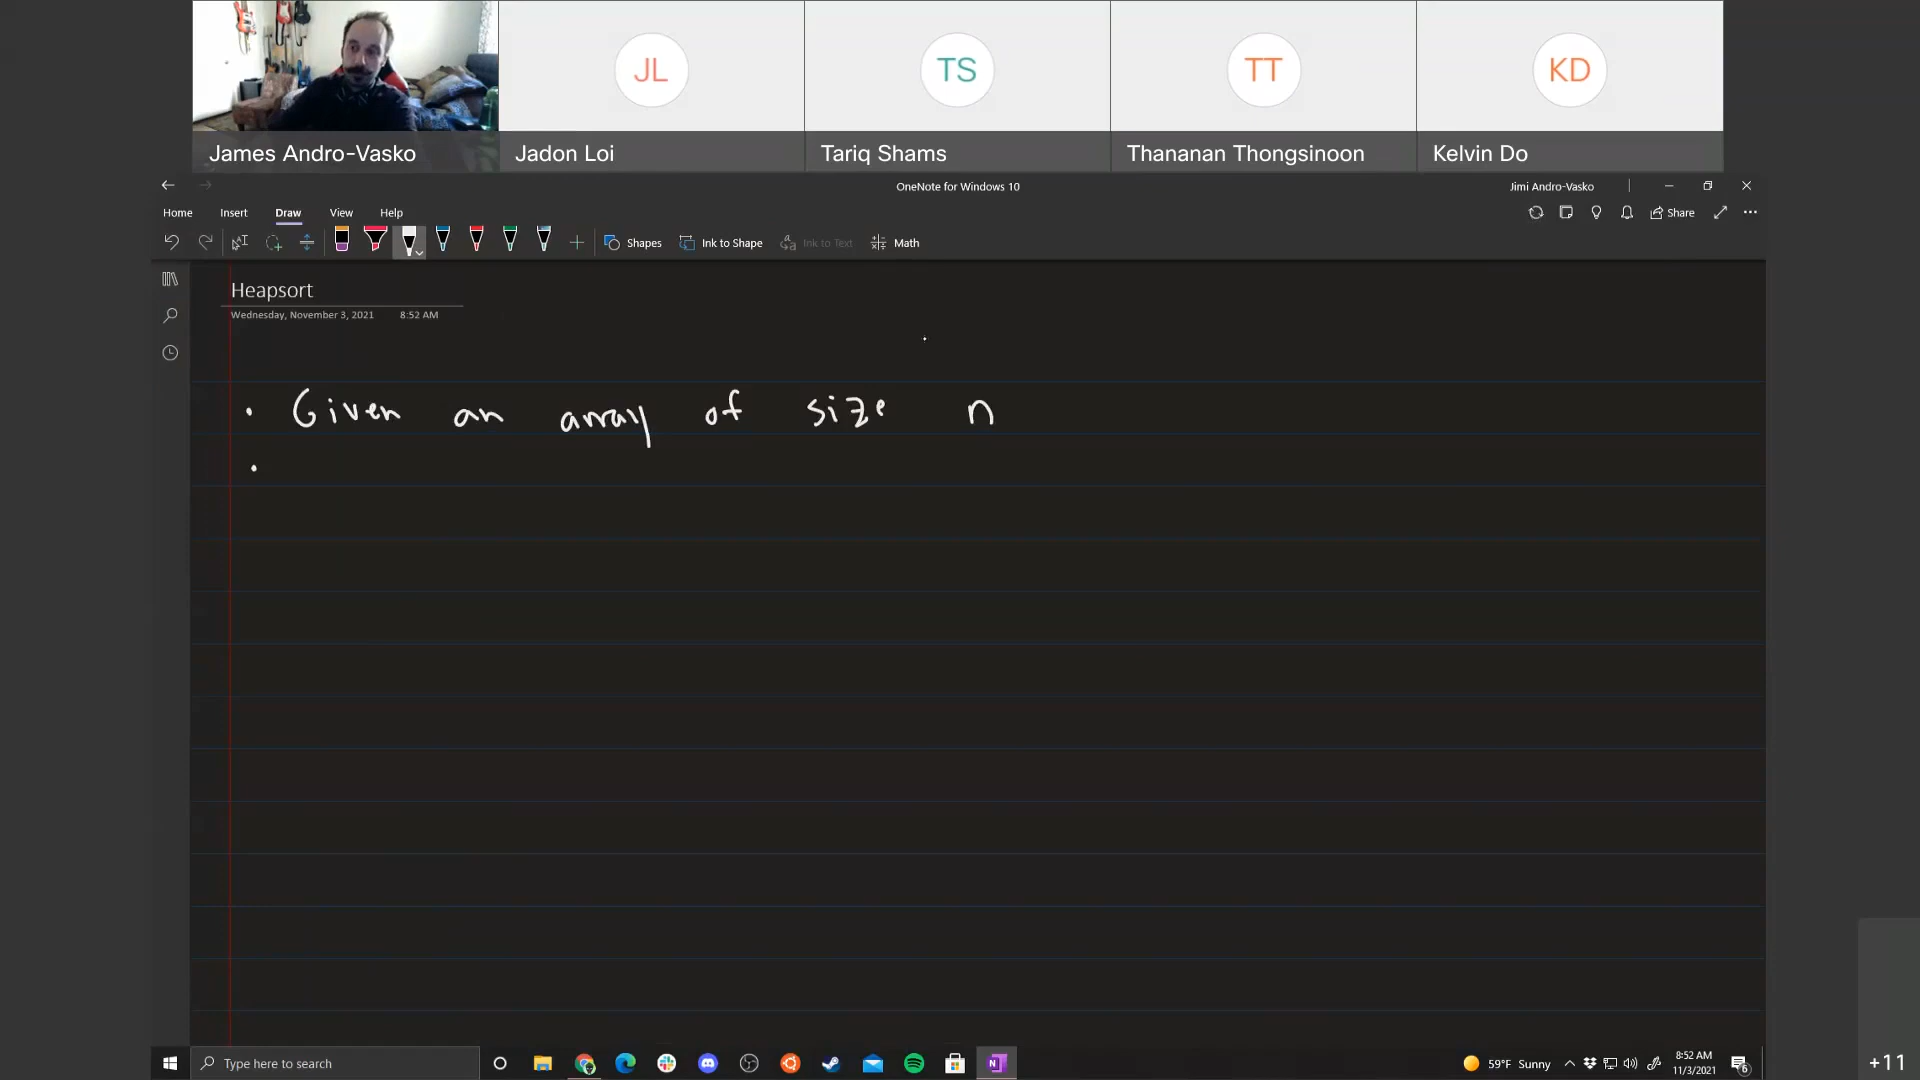 JL
TS
TT
KD
James Andro-Vasko
Jadon Loi
Tariq Shams
Thananan Thongsinoon
Kelvin Do
OneNote for Windows 10
Jimi Andro-Vasko
Home Insert Draw View Help
Share
Shapes Ink to Shape Ink to Text Math
Heapsort
Wednesday, November 3, 2021 8:52 AM
• Given an array of size n
•
Type here to search
59°F Sunny
8:52 AM
11/3/2021
6
+11